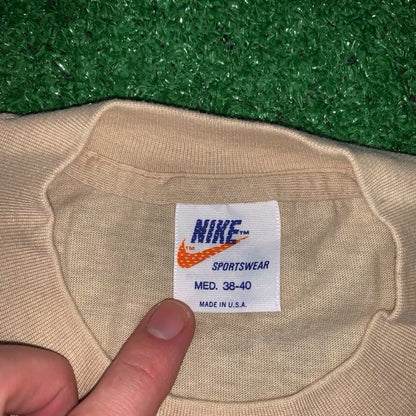 NIKE™
™
SPORTSWEAR
MED. 38-40
MADE IN U.S.A.